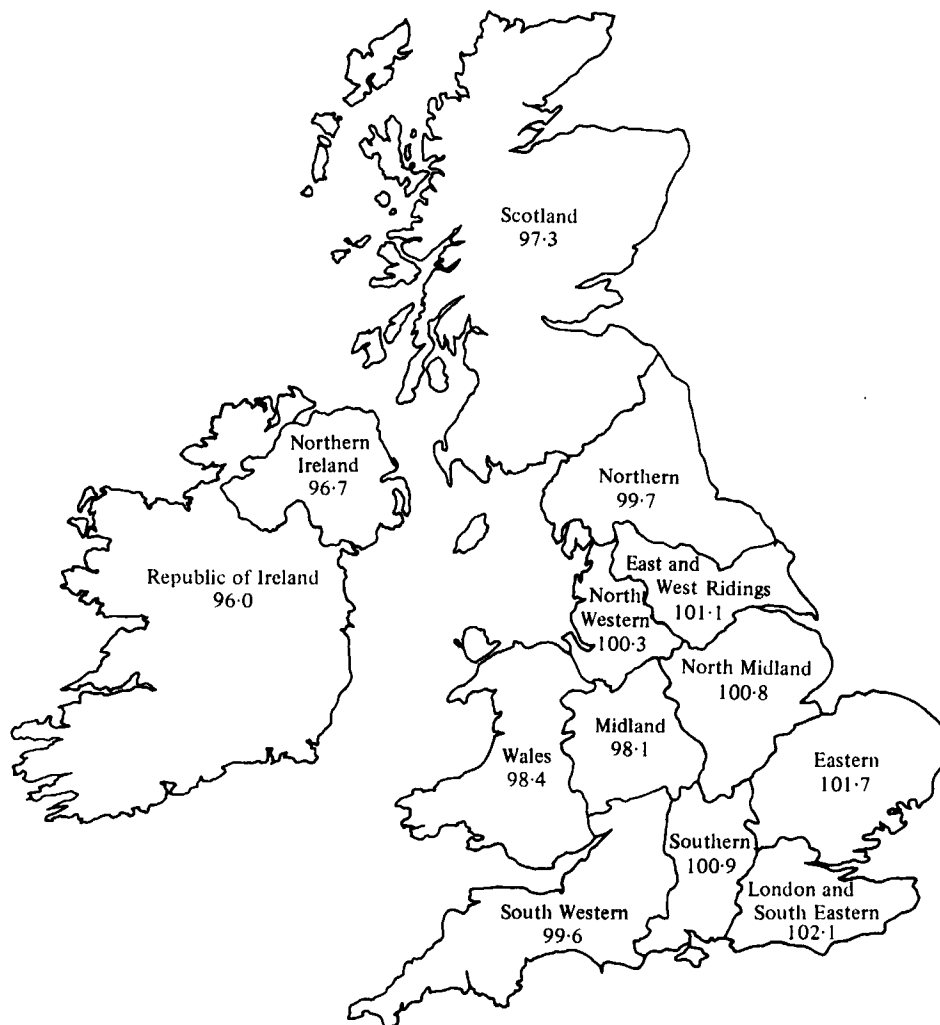 Scotland
97·3
Northern
Ireland
96·7
Northern
99·7
Republic of Ireland
96·0
East and
West Ridings
101·1
North
Western
100·3
North Midland
100·8
Midland
98·1
Wales
98·4
Eastern
101·7
Southern
100·9
London and
South Eastern
102·1
South Western
99·6